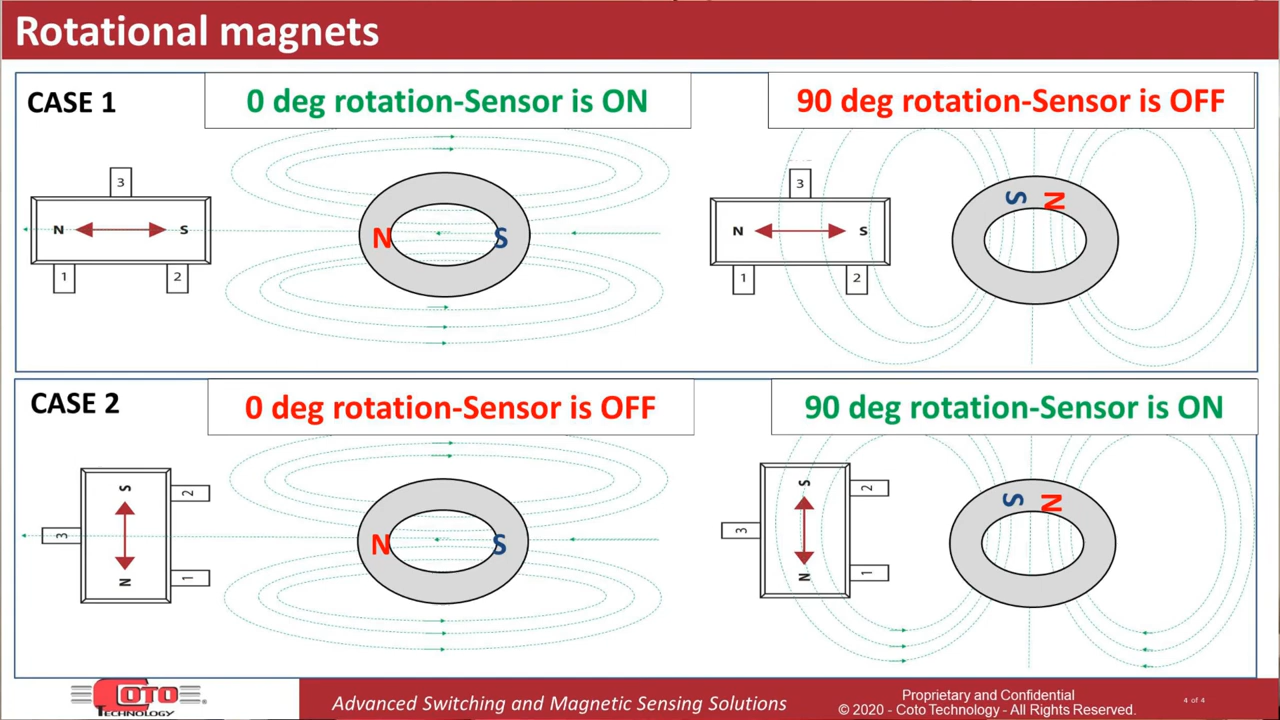 Rotational magnets
CASE 1
0 deg rotation-Sensor is ON
90 deg rotation-Sensor is OFF
3
N
S
1
2
N
S
3
N
S
1
2
S
N
CASE 2
0 deg rotation-Sensor is OFF
90 deg rotation-Sensor is ON
S
2
3
N
1
N
S
S
2
3
N
1
S
N
COTO
TECHNOLOGY
®
Advanced Switching and Magnetic Sensing Solutions
Proprietary and Confidential
© 2020 - Coto Technology - All Rights Reserved.
4 of 4